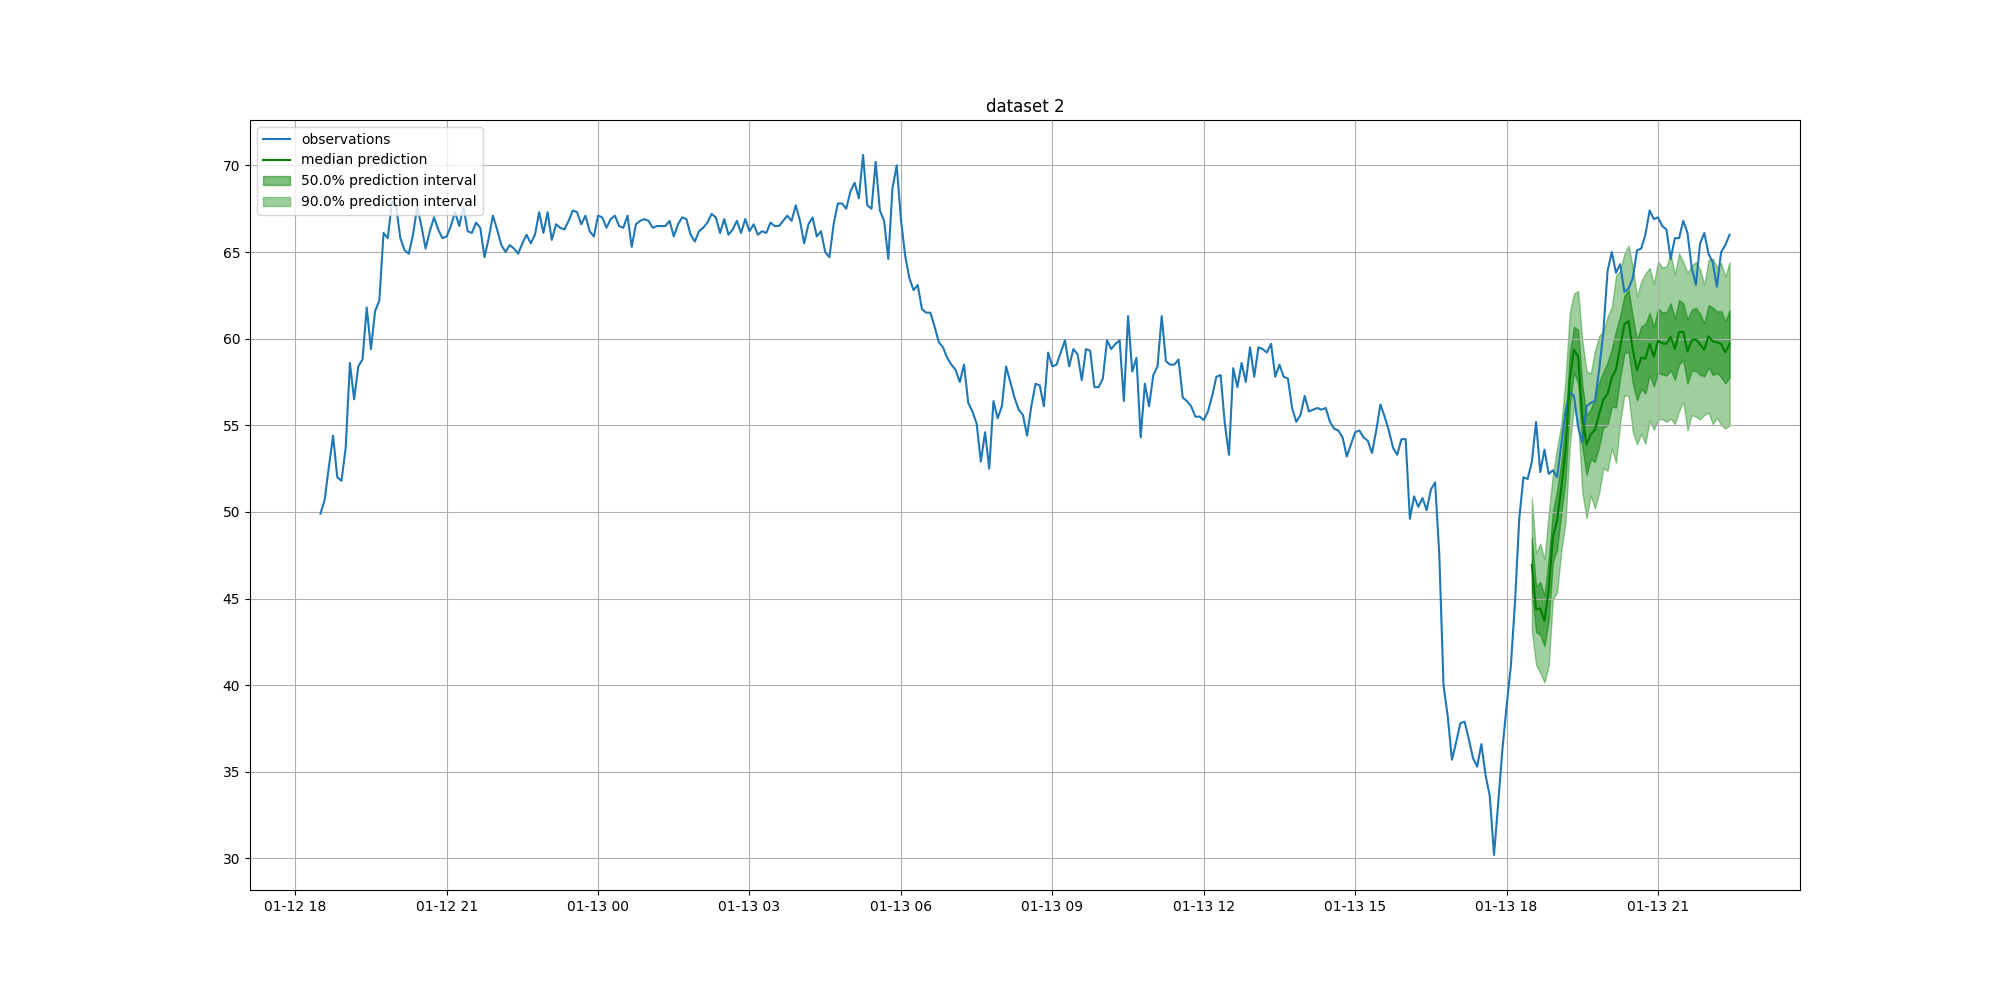 dataset 2
observations
median prediction
50.0% prediction interval
90.0% prediction interval
70
65
60
55
50
45
40
35
30
01-12 18 01-12 21 01-13 00 01-13 03 01-13 06 01-13 09 01-13 12 01-13 15 01-13 18 01-13 21